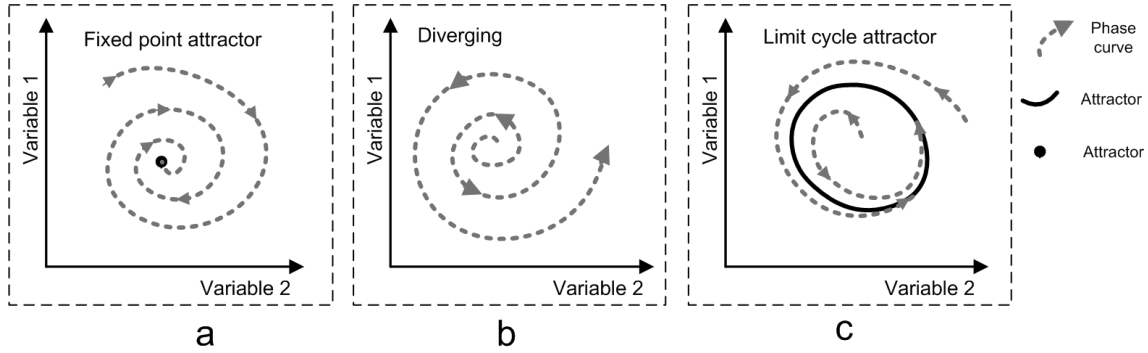 Fixed point attractor
Variable 1
Variable 2
a
Diverging
Variable 1
Variable 2
b
Limit cycle attractor
Variable 1
Variable 2
c
Phase
curve
Attractor
Attractor